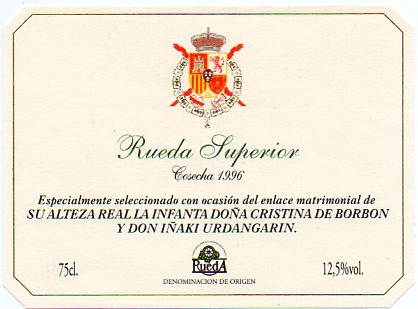 Rueda Superior
Cosecha 1996
Especialmente seleccionado con ocasión del enlace matrimonial de
SU ALTEZA REAL LA INFANTA DOÑA CRISTINA DE BORBON
Y DON IÑAKI URDANGARIN.
75cl.
RUEDA
12,5%vol.
DENOMINACION DE ORIGEN